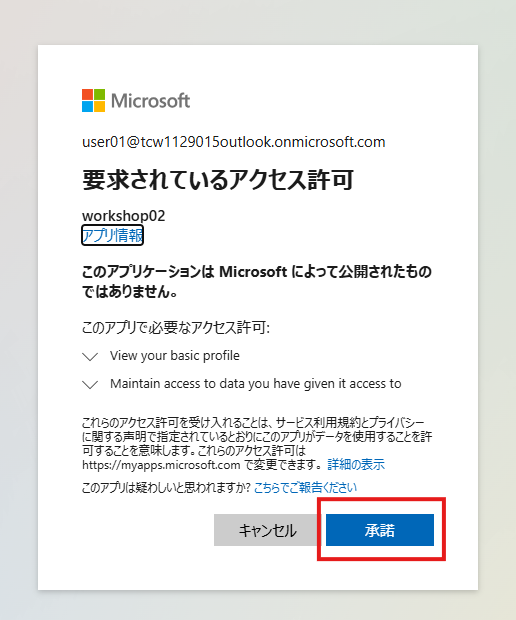 Microsoft
user01@tcw1129015outlook.onmicrosoft.com
要求されているアクセス許可
workshop02
アプリ情報
このアプリケーションは Microsoft によって公開されたもの
ではありません。
このアプリで必要なアクセス許可:
View your basic profile
Maintain access to data you have given it access to
これらのアクセス許可を受け入れることは、サービス利用規約とプライバシー
に関する声明で指定されているとおりにこのアプリがデータを使用することを許
可することを意味します。これらのアクセス許可は
https://myapps.microsoft.com で変更できます。 詳細の表示
このアプリは疑わしいと思われますか? こちらでご報告ください
キャンセル 承諾